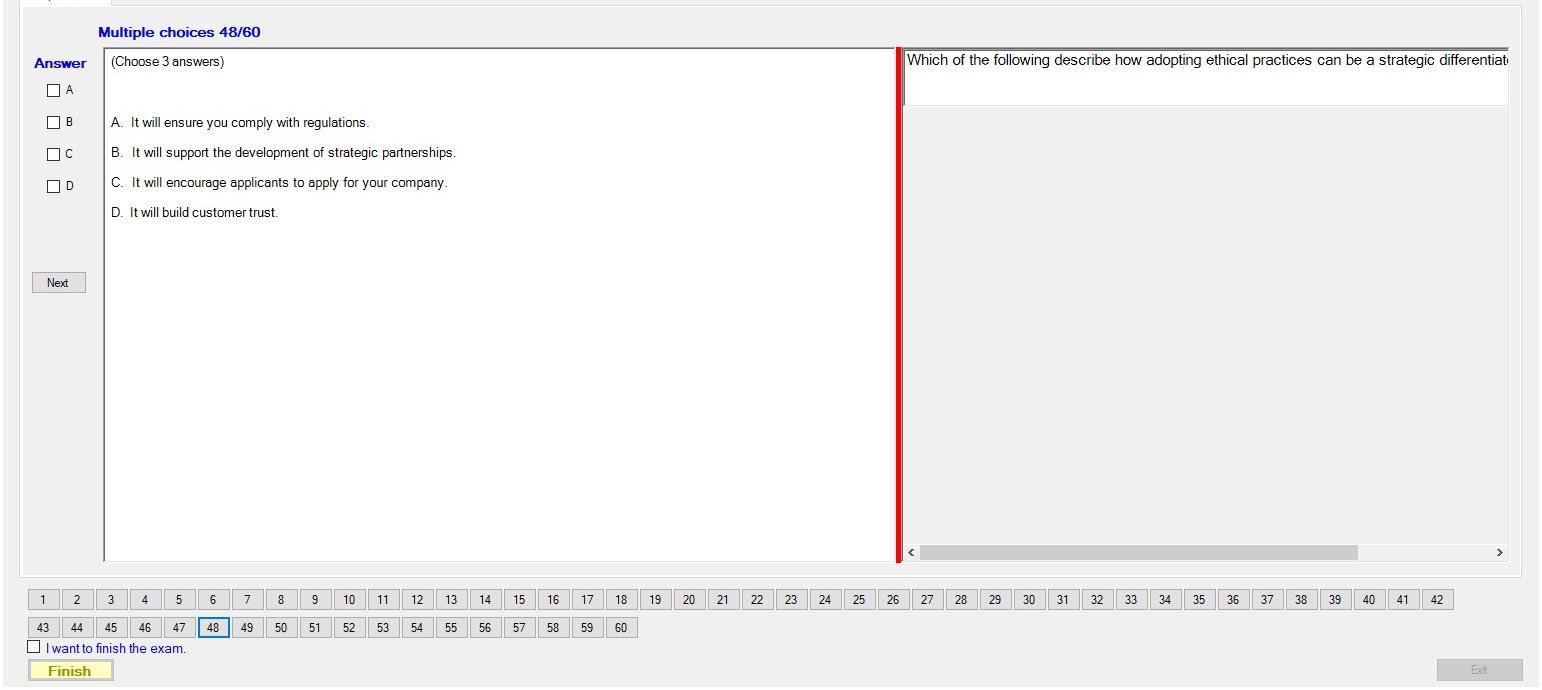 Multiple choices 48/60
Answer
(Choose 3 answers)
Which of the following describe how adopting ethical practices can be a strategic
A
B
C
D
A. It will ensure you comply with regulations.
B. It will support the development of strategic partnerships.
C. It will encourage applicants to apply for your company.
D. It will build customer trust.
Next
1 2 3 4 5 6 7 8 9 10 11 12 13 14 15 16 17 18 19 20 21 22 23 24 25 26 27 28 29 30 31 32 33 34 35 36 37 38 39 40 41 42
43 44 45 46 47 48 49 50 51 52 53 54 55 56 57 58 59 60
I want to finish the exam.
Finish
Exit